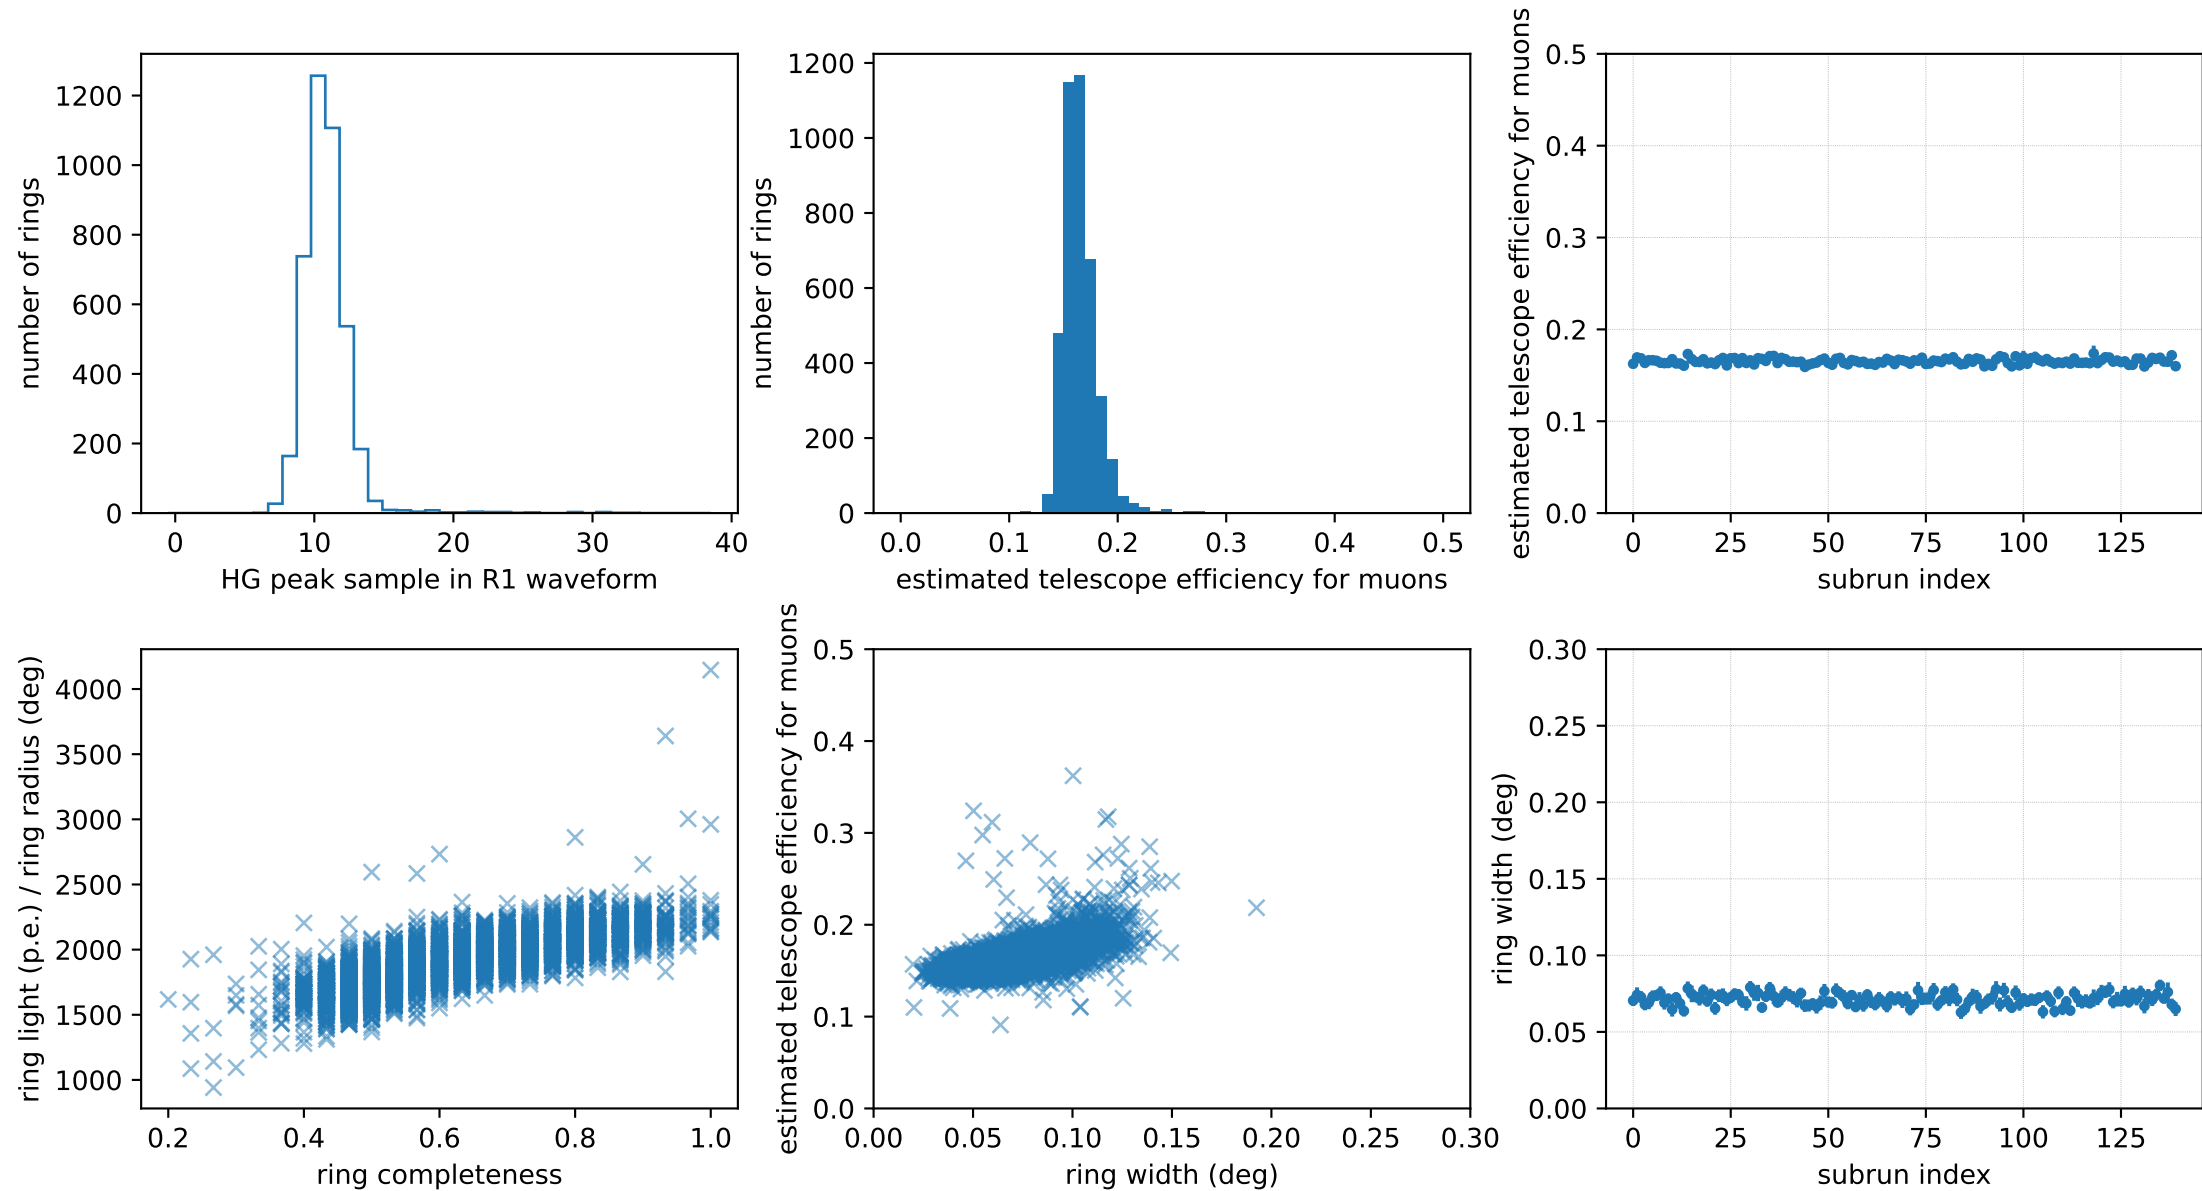 number of rings
1200
1000
800
600
400
200
0
0 10 20 30 40
HG peak sample in R1 waveform
number of rings
1200
1000
800
600
400
200
0
0.0 0.1 0.2 0.3 0.4 0.5
estimated telescope efficiency for muons
estimated telescope efficiency for muons
0.5
0.4
0.3
0.2
0.1
0.0
0 25 50 75 100 125
subrun index
ring light (p.e.) / ring radius (deg)
4000
3500
3000
2500
2000
1500
1000
0.2 0.4 0.6 0.8 1.0
ring completeness
estimated telescope efficiency for muons
0.5
0.4
0.3
0.2
0.1
0.0
0.00 0.05 0.10 0.15 0.20 0.25 0.30
ring width (deg)
ring width (deg)
0.30
0.25
0.20
0.15
0.10
0.05
0.00
0 25 50 75 100 125
subrun index